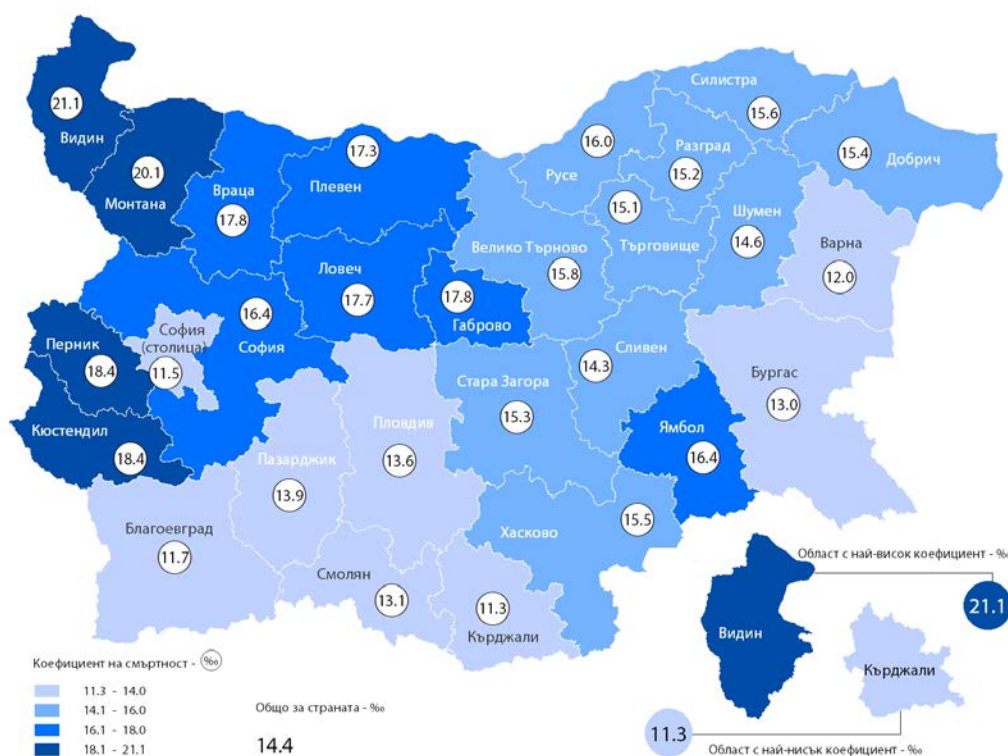 Силистра
21.1
15.6
Видин
17.3
16.0
Разград
15.4
Добрич
20.1
Плевен
Русе
15.2
Монтана
Враца
15.1
17.8
Шумен
Велико Търново
Търговище
14.6
Варна
Ловеч
15.8
12.0
17.7
17.8
16.4
Габрово
София
(столица)
София
Перник
Сливен
18.4
11.5
14.3
Бургас
Стара Загора
13.0
Кюстендил
Пловдив
15.3
Ямбол
18.4
Пазарджик
13.6
16.4
13.9
Благоевград
15.5
Хасково
11.7
Смолян
13.1
11.3
Кърджали
Област с най-висок коефициент - ‰
21.1
Видин
Кърджали
11.3
Област с най-нисък коефициент - ‰
Коефициент на смъртност - ‰
11.3 - 14.0
14.1 - 16.0
16.1 - 18.0
18.1 - 21.1
Общо за страната - ‰
14.4